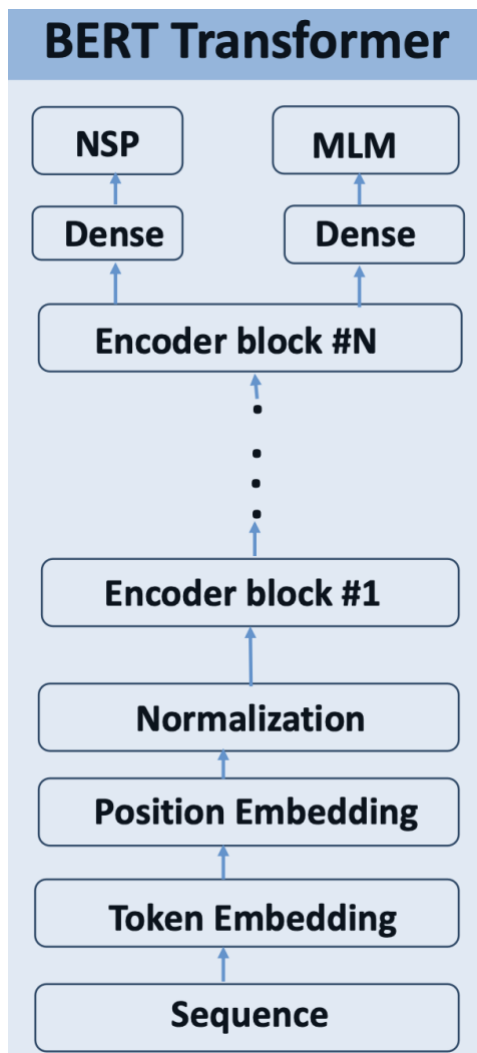 BERT Transformer
NSP
MLM
Dense
Dense
Encoder block #N
Encoder block #1
Normalization
Position Embedding
Token Embedding
Sequence